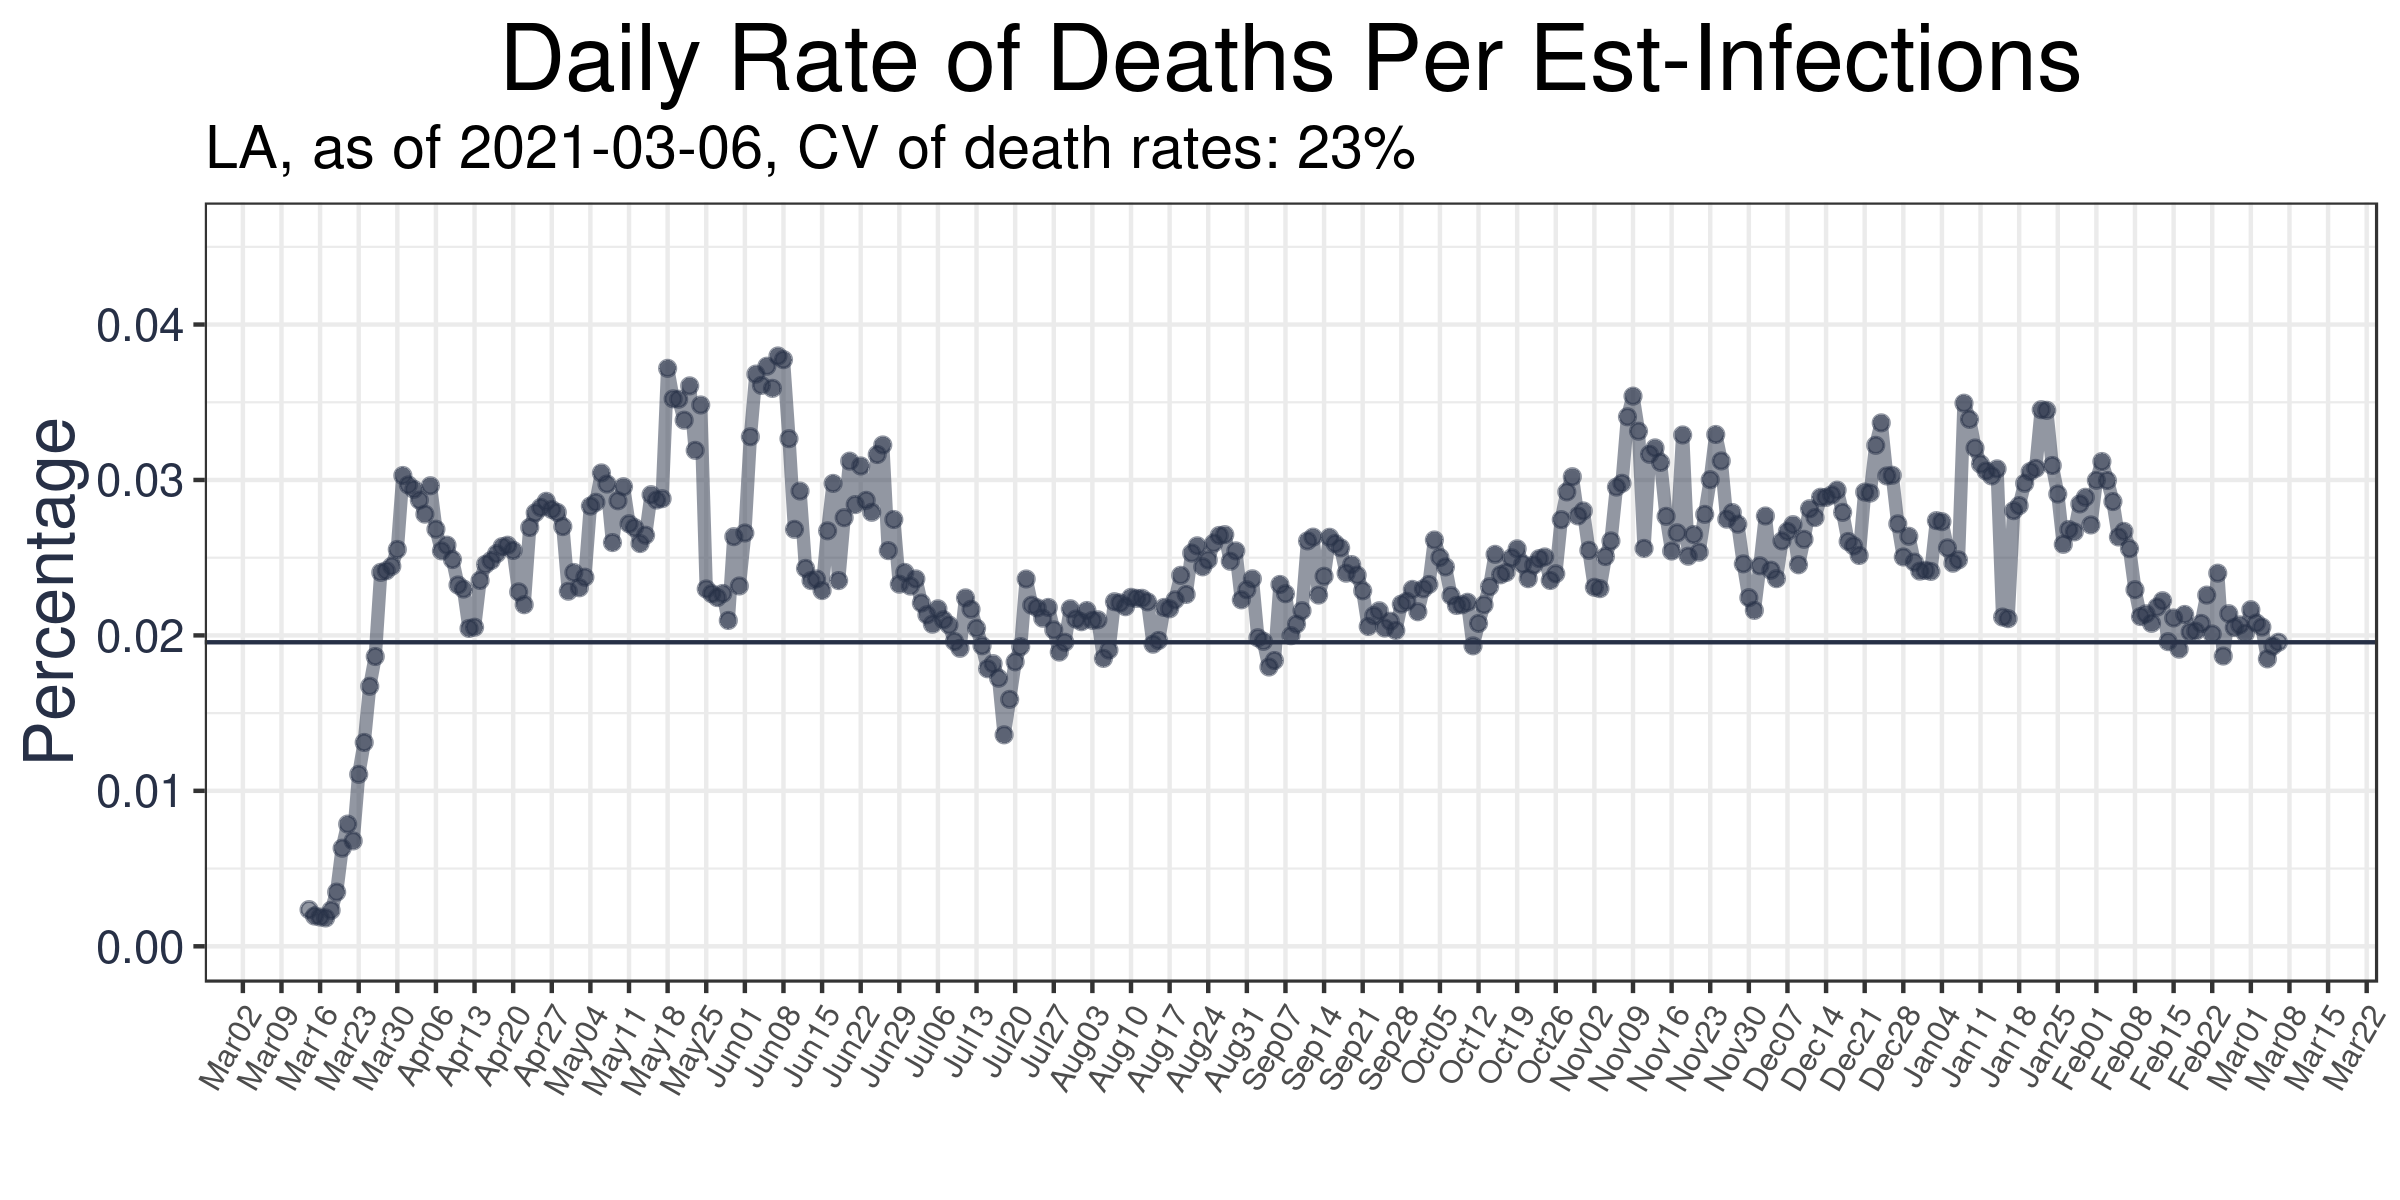 Daily Rate of Deaths Per Est-Infections
LA, as of 2021-03-06, CV of death rates: 23%
Percentage
0.04
0.03
0.02
0.01
0.00
Mar02
Mar09
Mar16
Mar23
Mar30
Apr06
Apr13
Apr20
Apr27
May04
May11
May18
May25
Jun01
Jun08
Jun15
Jun22
Jun29
Jul06
Jul13
Jul20
Jul27
Aug03
Aug10
Aug17
Aug24
Aug31
Sep07
Sep14
Sep21
Sep28
Oct05
Oct12
Oct19
Oct26
Nov02
Nov09
Nov16
Nov23
Nov30
Dec07
Dec14
Dec21
Dec28
Jan04
Jan11
Jan18
Jan25
Feb01
Feb08
Feb15
Feb22
Mar01
Mar08
Mar15
Mar22